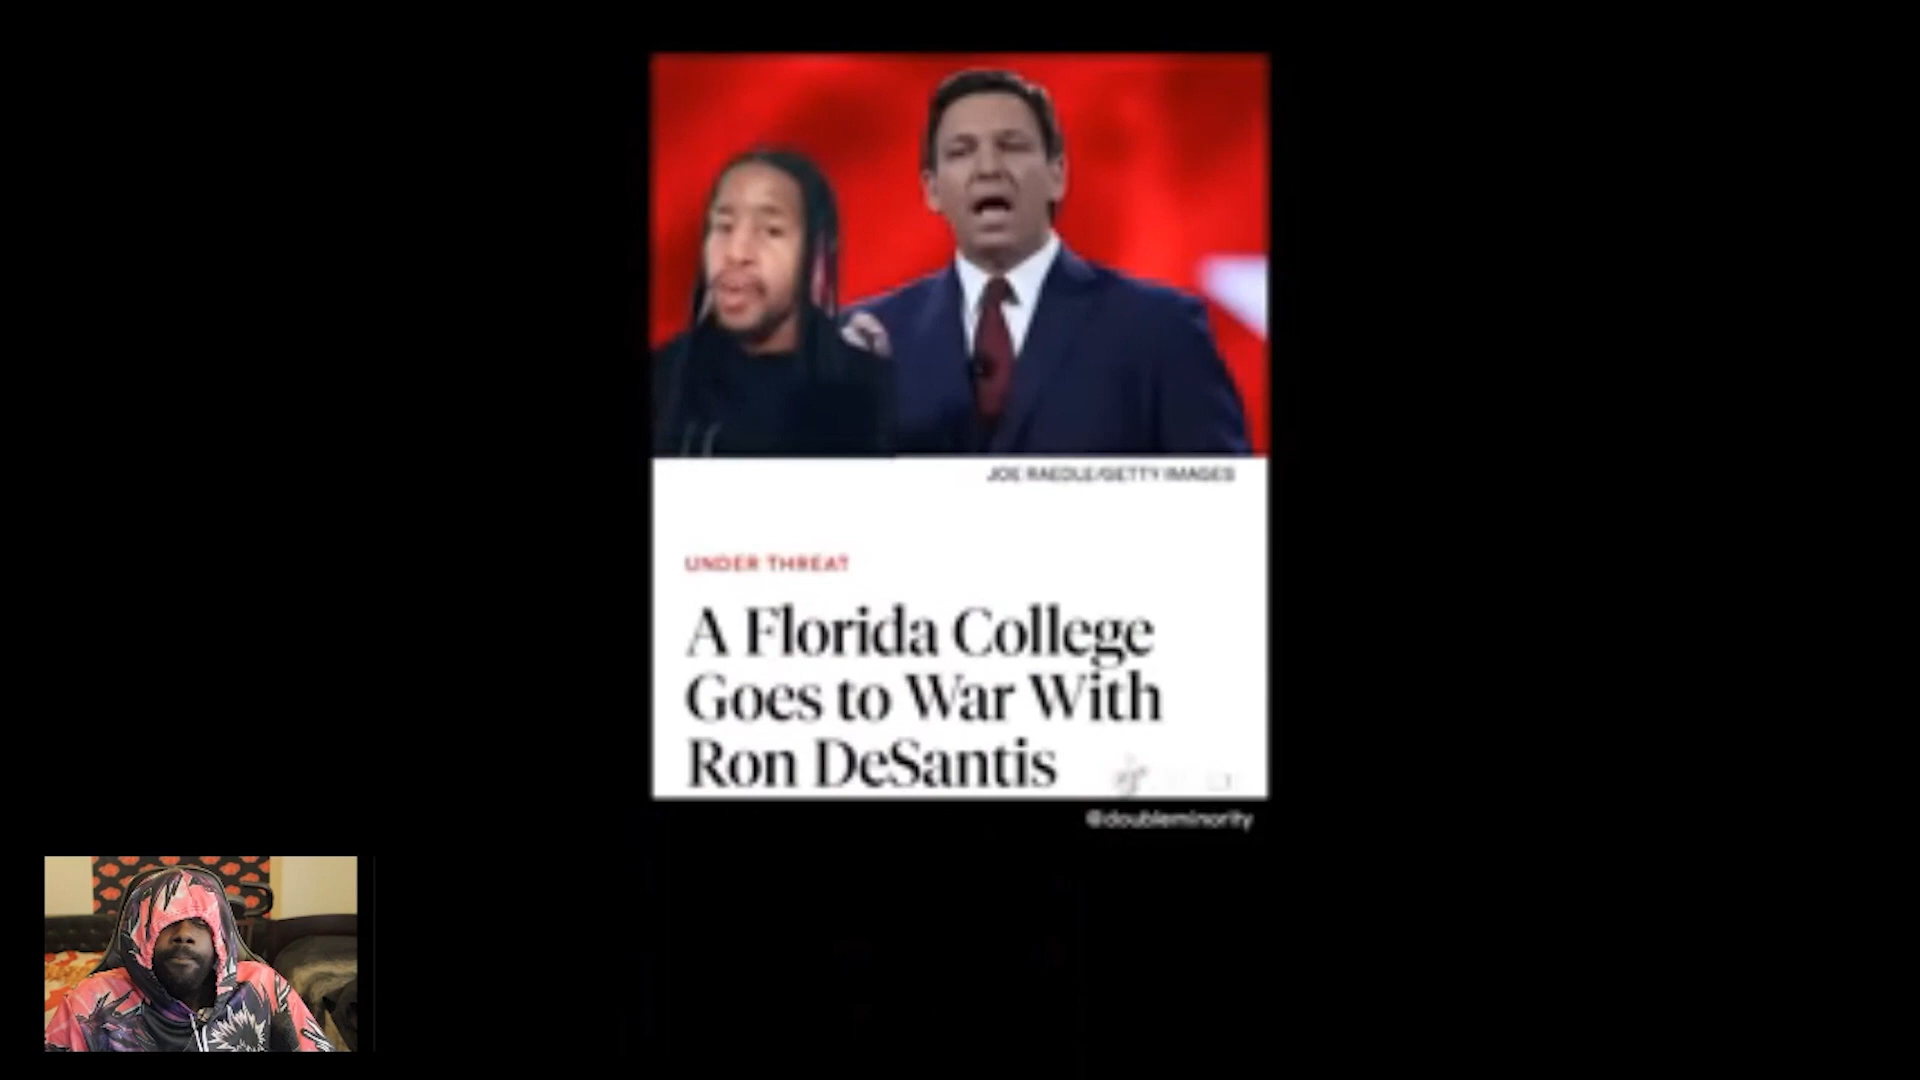 JOE RAEDLE/GETTY IMAGES
UNDER THREAT
A Florida College
Goes to War With
Ron DeSantis
@doubleminority